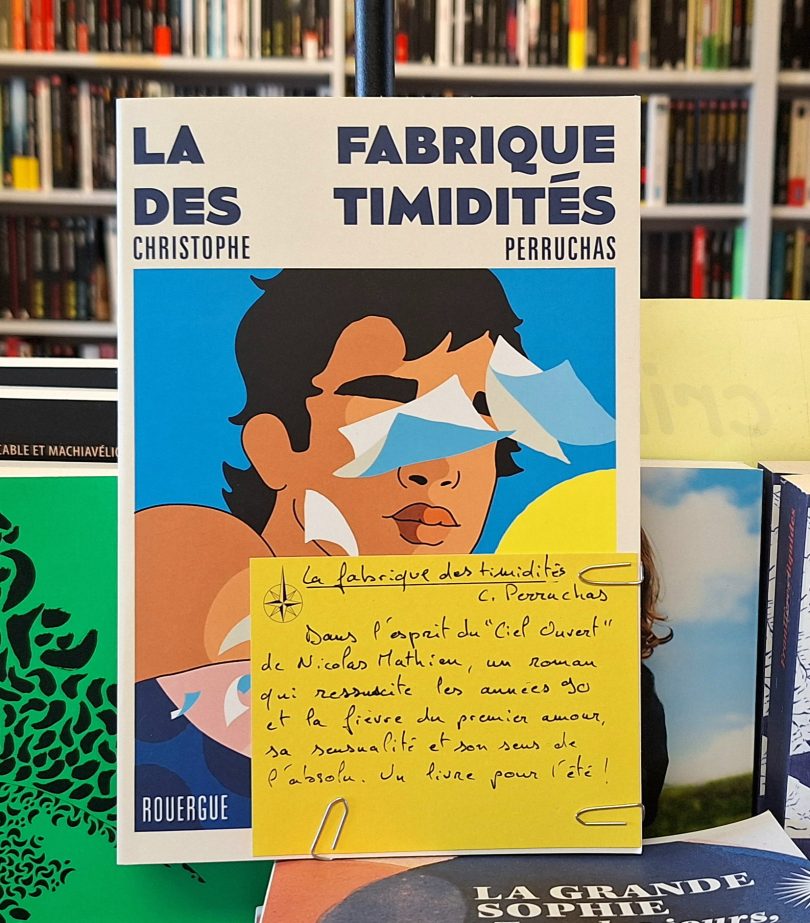 LA FABRIQUE
DES TIMIDITÉS
CHRISTOPHE PERRUCHAS
CABLE ET MACHIAVÉLI
cri
La fabrique des timidités
C. Perruchas
Dans l'esprit du "Ciel Ouvert"
de Nicolas Mathieu, un roman
qui ressuscite les années 90
et la fièvre du premier amour,
sa sensualité et son sens de
l'absolu. Un livre pour l'été !
ROUERGUE
LA GRANDE
SOPHIE